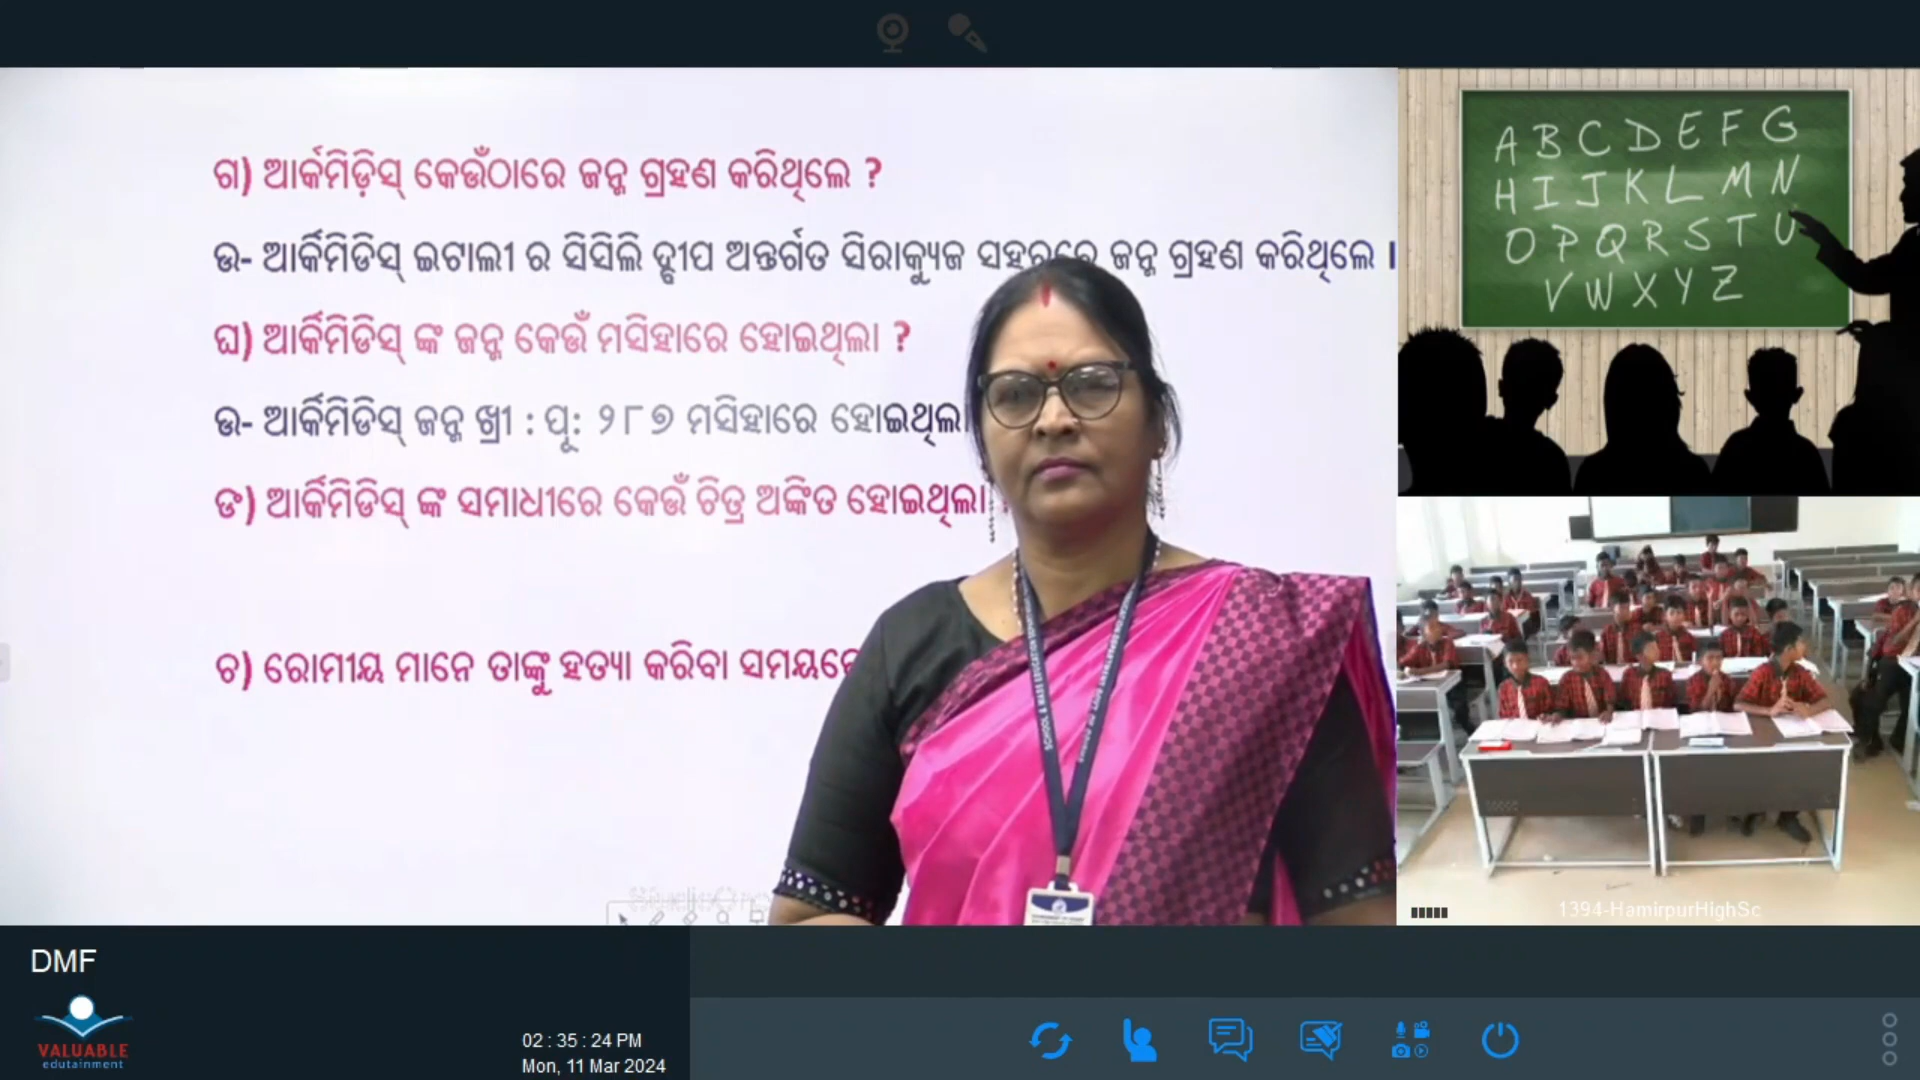 ଗ) ଆର୍କମିଡ଼ିସ୍ କେଉଁଠାରେ ଜନ୍ମ ଗ୍ରହଣ କରିଥିଲେ ?
ଉ- ଆର୍କିମିଡିସ୍ ଇଟାଲୀ ର ସିସିଲି ଦ୍ବୀପ ଅନ୍ତର୍ଗତ ସିରାକ୍ୟୁଜ ସହରରେ ଜନ୍ମ ଗ୍ରହଣ କରିଥିଲେ ।
ଘ) ଆର୍କିମିଡିସ୍ ଙ୍କ ଜନ୍ମ କେଉଁ ମସିହାରେ ହୋଇଥିଲା ?
ଉ- ଆର୍କିମିଡିସ୍ ଜନ୍ମ ଖ୍ରୀ : ପୂ: ୨୮୭ ମସିହାରେ ହୋଇଥିଲା
ଙ) ଆର୍କିମିଡିସ୍ ଙ୍କ ସମାଧୀରେ କେଉଁ ଚିତ୍ର ଅଙ୍କିତ ହୋଇଥିଲା
ଚ) ରୋମୀୟ ମାନେ ତାଙ୍କୁ ହତ୍ୟା କରିବା ସମୟରେ
A B C D E F G
H I J K L M N
O P Q R S T U
V W X Y Z
1394-HamirpurHighSc
DMF
VALUABLE
edutainment
02 : 35 : 24 PM
Mon, 11 Mar 2024